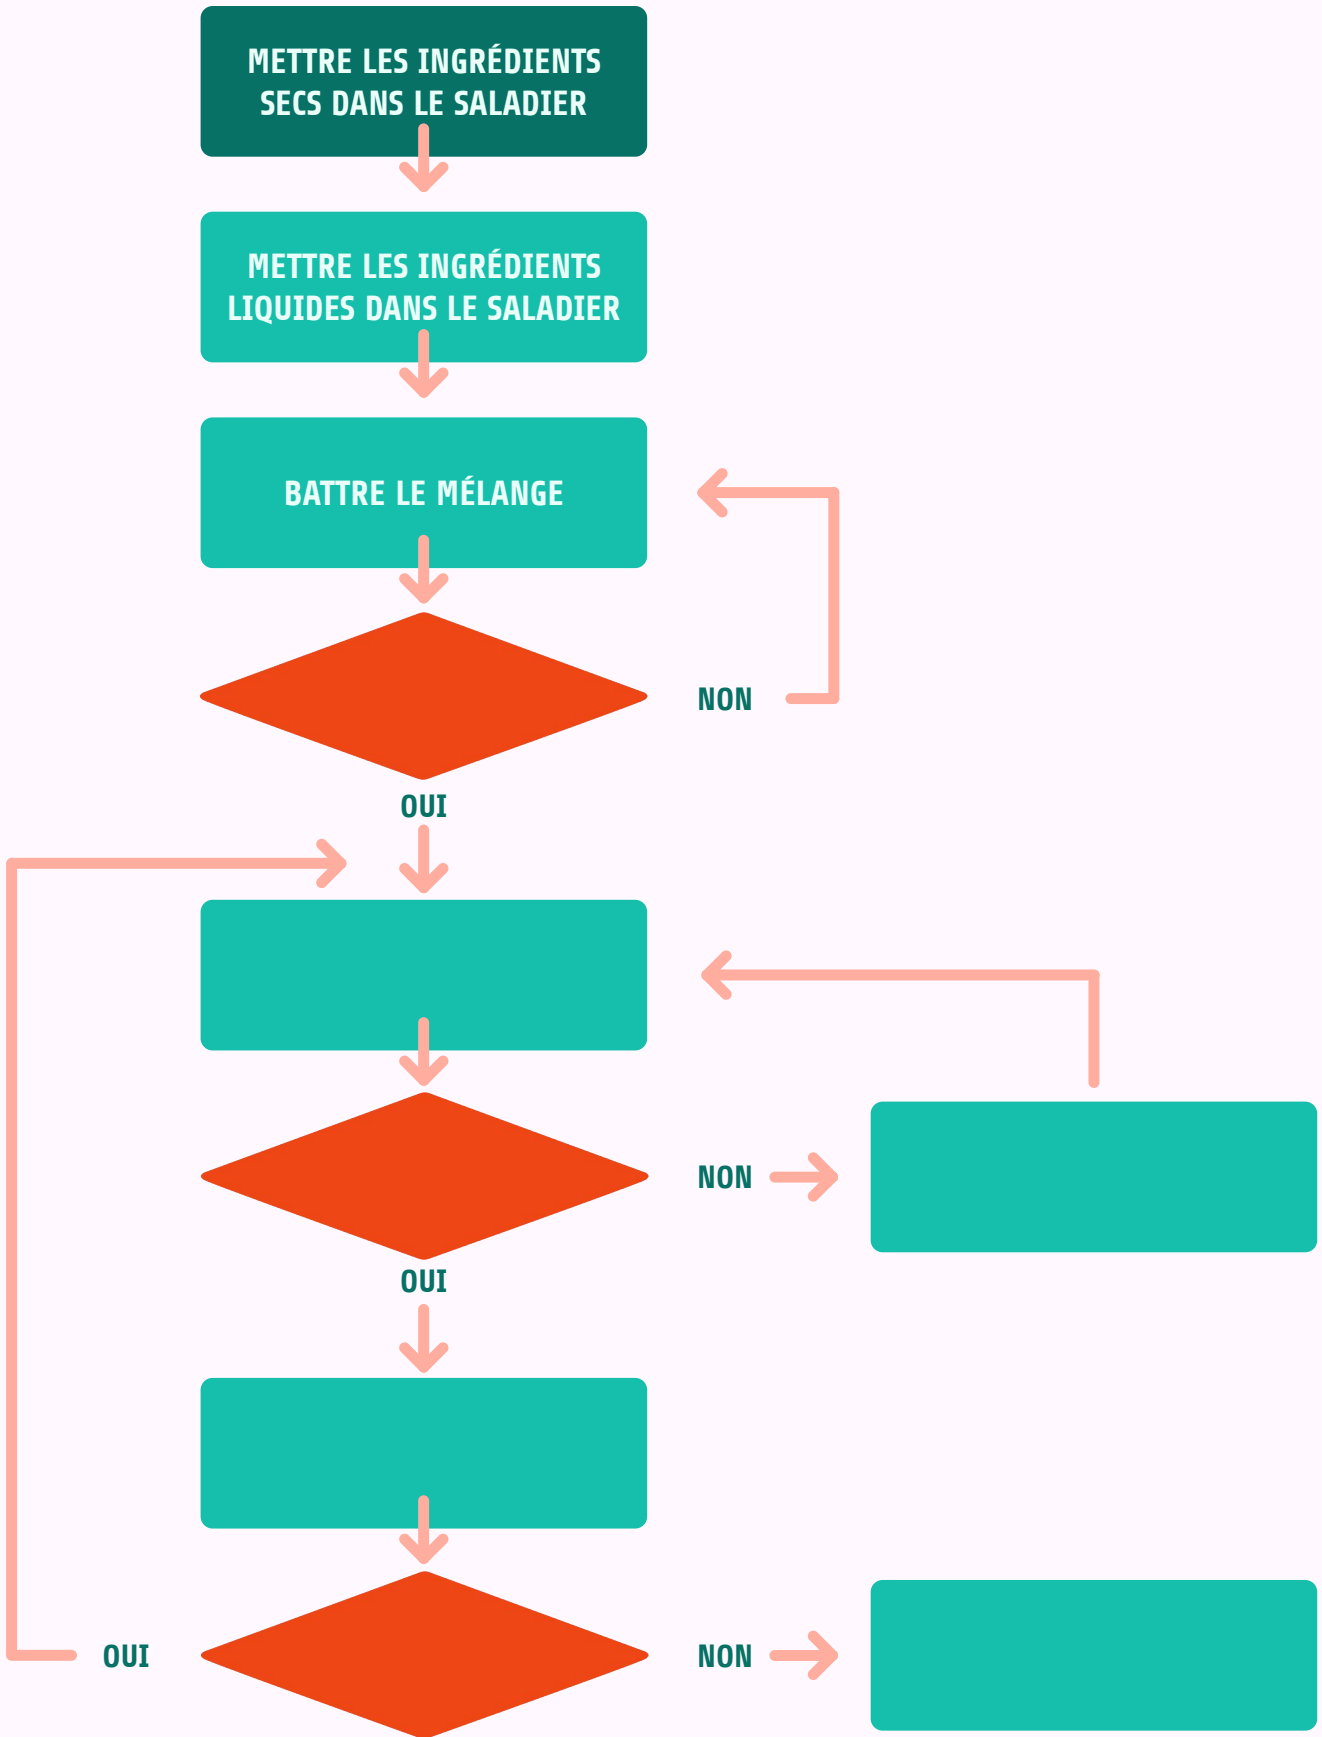 METTRE LES INGRÉDIENTS
SECS DANS LE SALADIER
METTRE LES INGRÉDIENTS
LIQUIDES DANS LE SALADIER
BATTRE LE MÉLANGE
NON
OUI
NON
OUI
OUI
NON